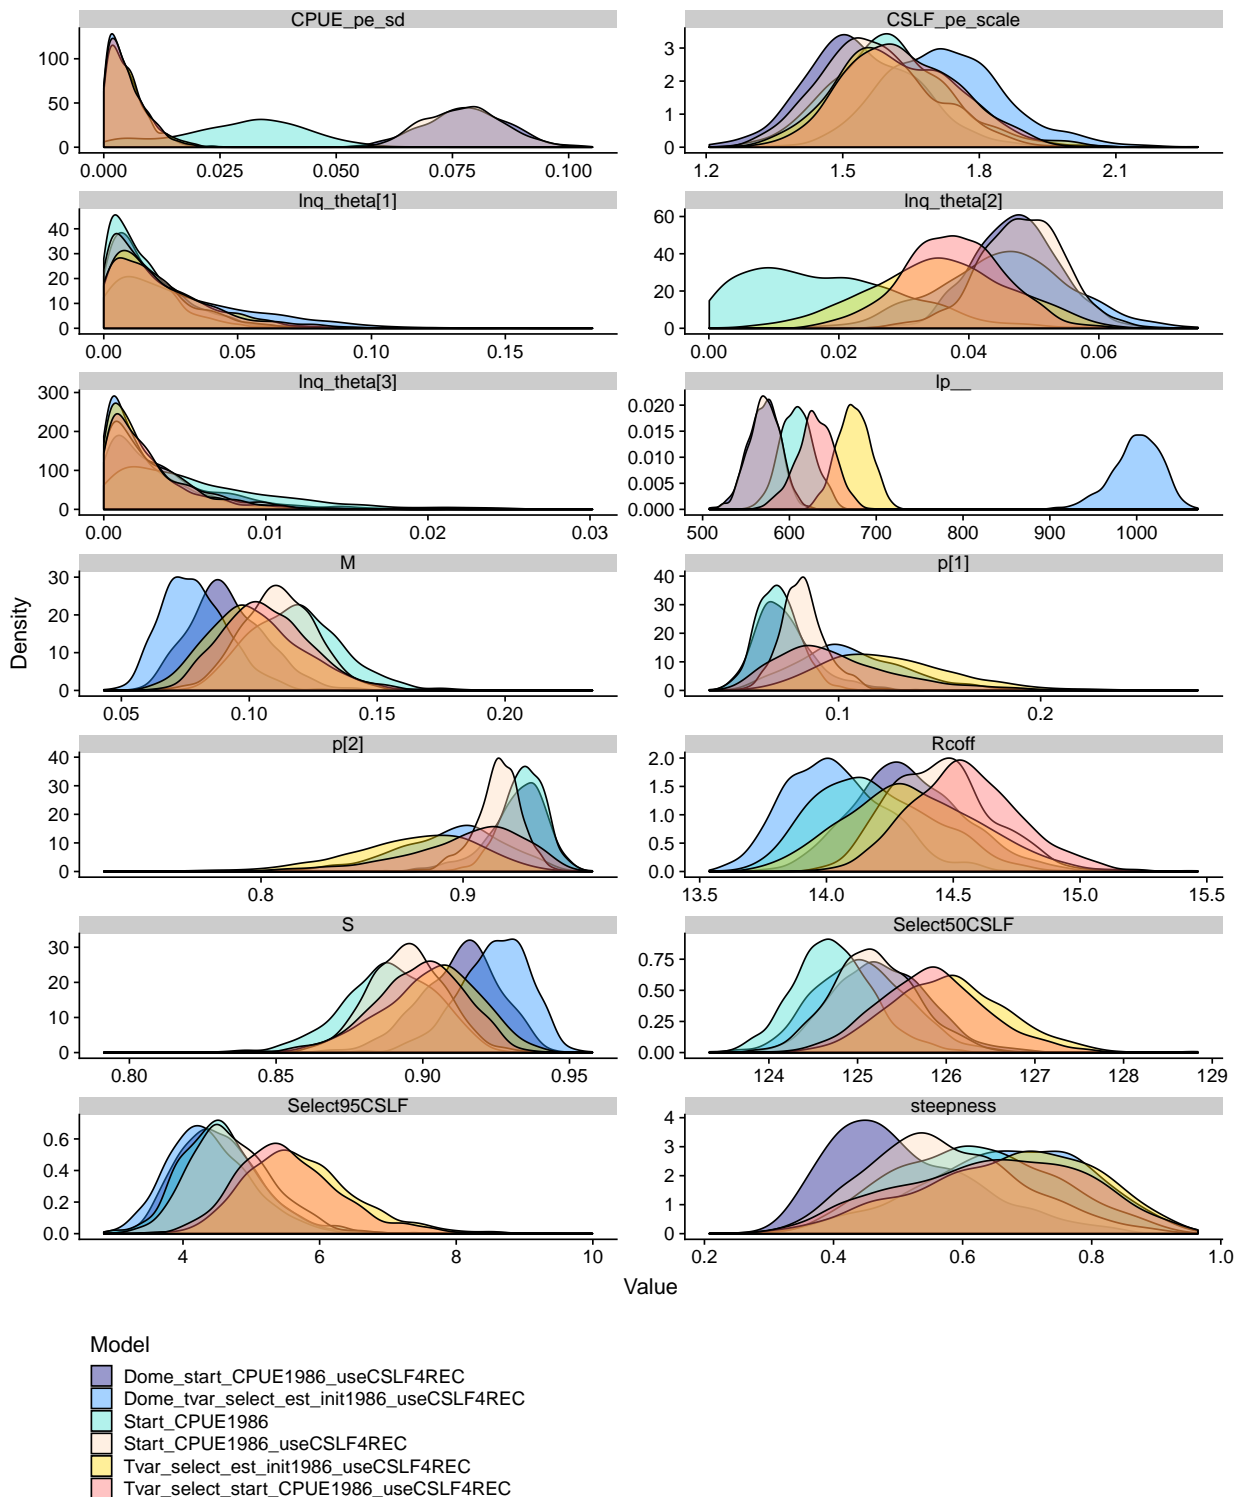 CPUE_pe_sd
CSLF_pe_scale
100
50
0
0.000 0.025 0.050 0.075 0.100
3
2
1
0
1.2 1.5 1.8 2.1
lnq_theta[1]
lnq_theta[2]
40
30
20
10
0
0.00 0.05 0.10 0.15
60
40
20
0
0.00 0.02 0.04 0.06
lnq_theta[3]
lp__
300
200
100
0
0.00 0.01 0.02 0.03
0.020
0.015
0.010
0.005
0.000
500 600 700 800 900 1000
M
p[1]
30
20
10
0
0.05 0.10 0.15 0.20
40
30
20
10
0
0.1 0.2
p[2]
Rcoff
40
30
20
10
0
0.8 0.9
2.0
1.5
1.0
0.5
0.0
13.5 14.0 14.5 15.0 15.5
S
Select50CSLF
30
20
10
0
0.80 0.85 0.90 0.95
0.75
0.50
0.25
0.00
124 125 126 127 128 129
Select95CSLF
steepness
0.6
0.4
0.2
0.0
4 6 8 10
4
3
2
1
0
0.2 0.4 0.6 0.8 1.0
Density
Value
Model
Dome_start_CPUE1986_useCSLF4REC
Dome_tvar_select_est_init1986_useCSLF4REC
Start_CPUE1986
Start_CPUE1986_useCSLF4REC
Tvar_select_est_init1986_useCSLF4REC
Tvar_select_start_CPUE1986_useCSLF4REC